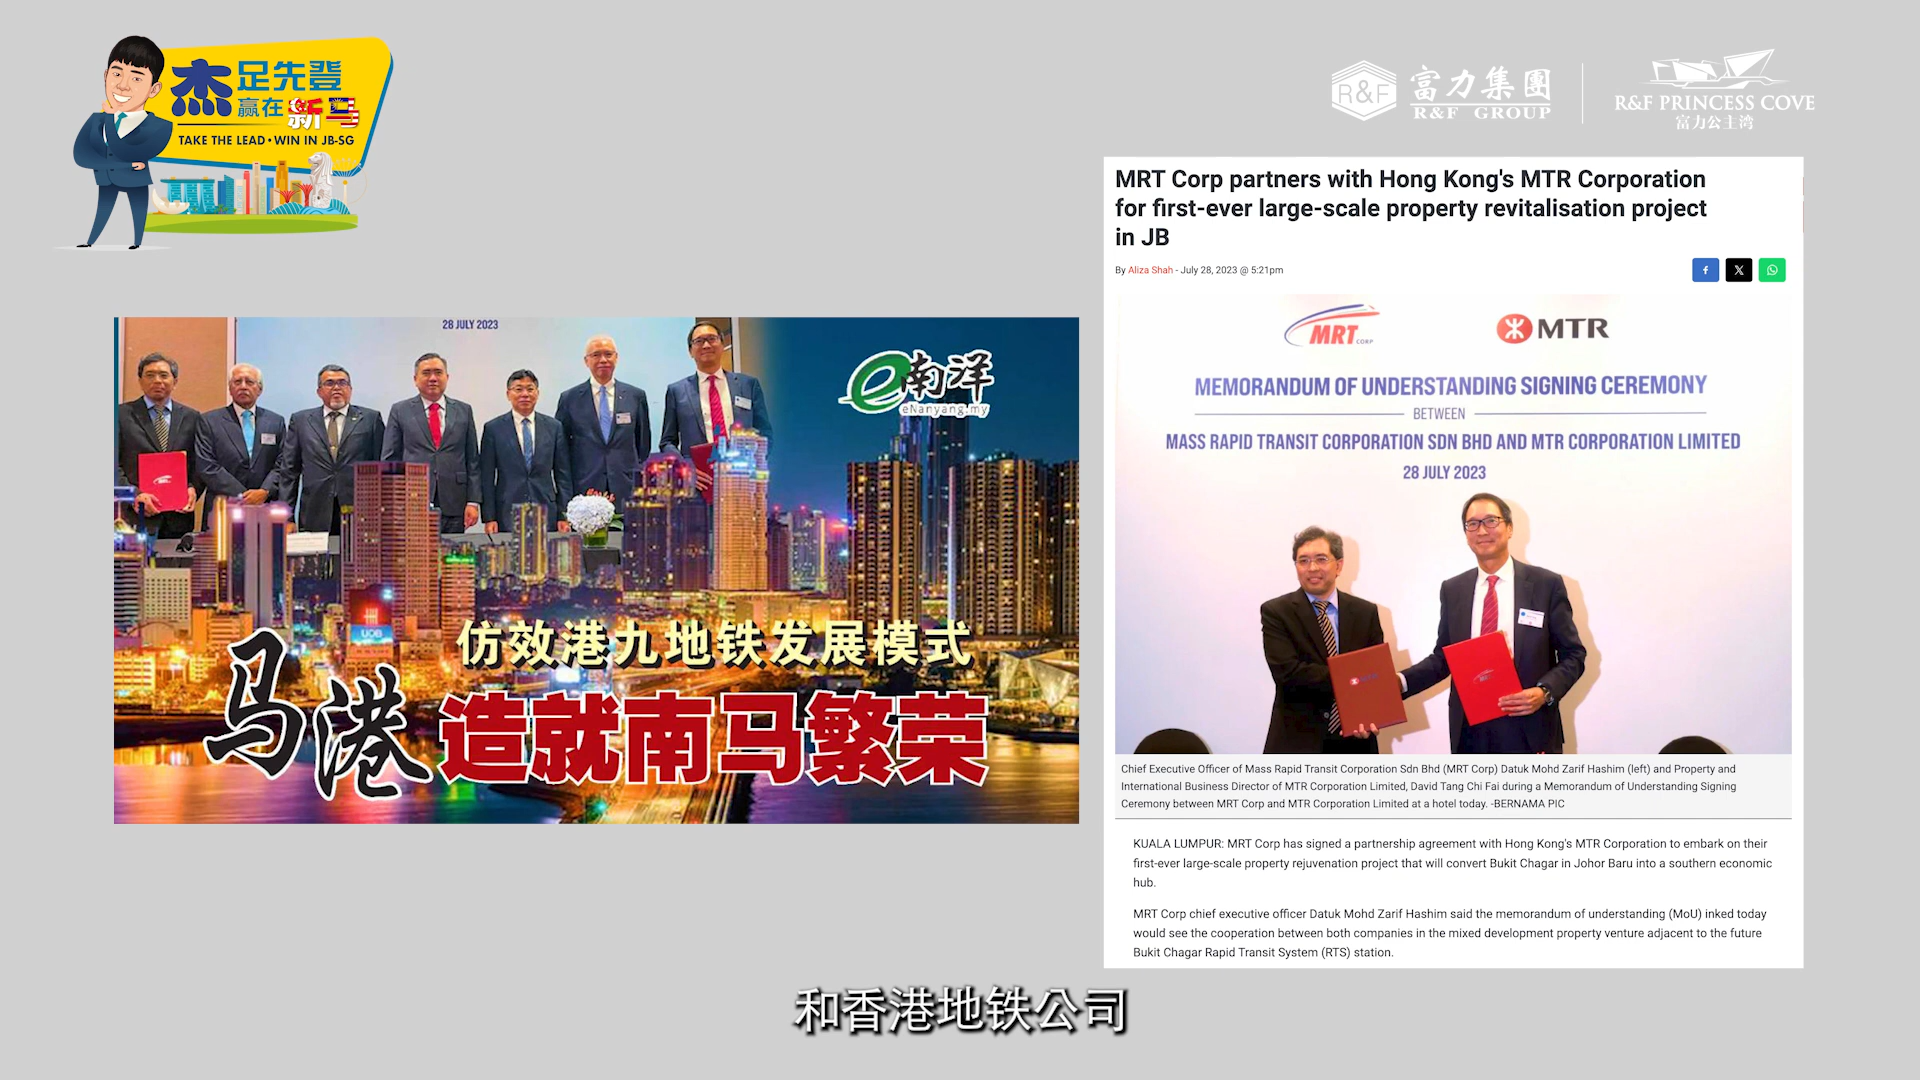 杰足先登
赢在新马
TAKE THE LEAD • WIN IN JB-SG
R&F
富力集團
R&F GROUP
R&F PRINCESS COVE
富力公主湾
28 JULY 2023
e南洋
eNanyang.my
UOB
仿效港九地铁发展模式
马港造就南马繁荣
MRT Corp partners with Hong Kong's MTR Corporation
for first-ever large-scale property revitalisation project
in JB
By Aliza Shah - July 28, 2023 @ 5:21pm
MRT CORP
MTR
MEMORANDUM OF UNDERSTANDING SIGNING CEREMONY
BETWEEN
MASS RAPID TRANSIT CORPORATION SDN BHD AND MTR CORPORATION LIMITED
28 JULY 2023
Chief Executive Officer of Mass Rapid Transit Corporation Sdn Bhd (MRT Corp) Datuk Mohd Zarif Hashim (left) and Property and
International Business Director of MTR Corporation Limited, David Tang Chi Fai during a Memorandum of Understanding Signing
Ceremony between MRT Corp and MTR Corporation Limited at a hotel today. -BERNAMA PIC
KUALA LUMPUR: MRT Corp has signed a partnership agreement with Hong Kong's MTR Corporation to embark on their
first-ever large-scale property rejuvenation project that will convert Bukit Chagar in Johor Baru into a southern economic
hub.
MRT Corp chief executive officer Datuk Mohd Zarif Hashim said the memorandum of understanding (MoU) inked today
would see the cooperation between both companies in the mixed development property venture adjacent to the future
Bukit Chagar Rapid Transit System (RTS) station.
和香港地铁公司